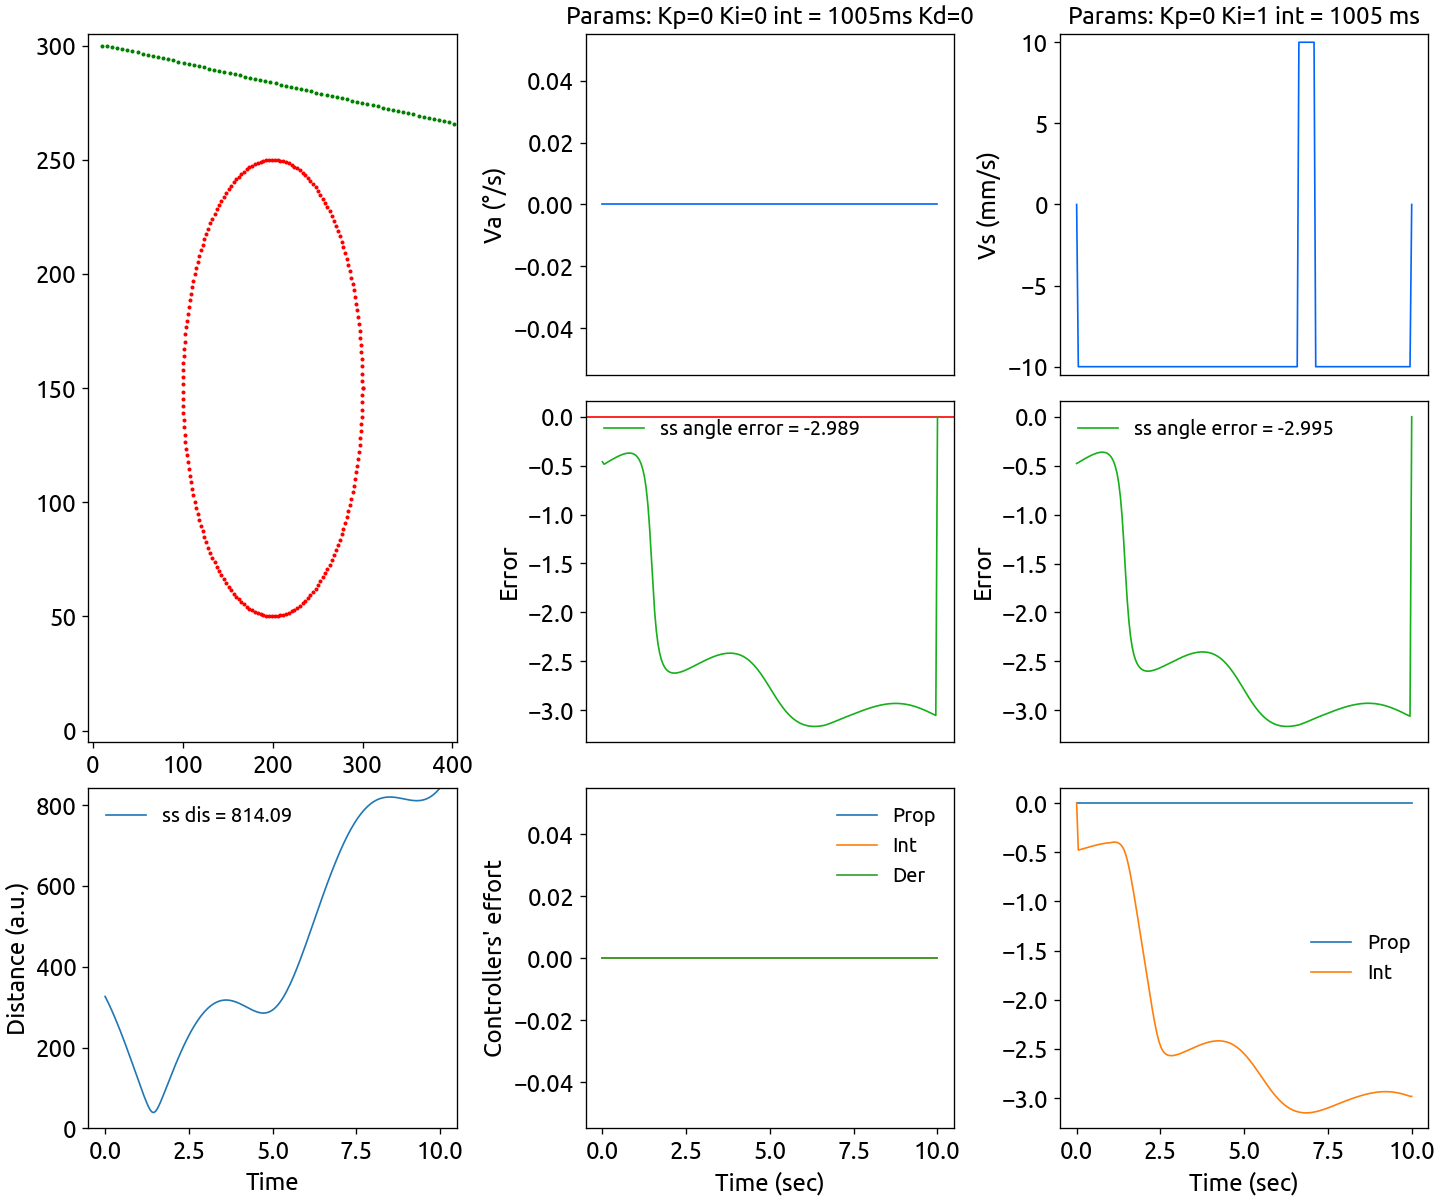 Params: Kp=0 Ki=0 int = 1005ms Kd=0
Params: Kp=0 Ki=1 int = 1005 ms
300
250
200
150
100
50
0
0 100 200 300 400
Va (°/s)
0.04
0.02
0.00
−0.02
−0.04
Vs (mm/s)
10
5
0
−5
−10
Error
0.0
−0.5
−1.0
−1.5
−2.0
−2.5
−3.0
ss angle error = -2.989
Error
0.0
−0.5
−1.0
−1.5
−2.0
−2.5
−3.0
ss angle error = -2.995
Distance (a.u.)
800
600
400
200
0
ss dis = 814.09
0.0 2.5 5.0 7.5 10.0
Time
Controllers' effort
0.04
0.02
0.00
−0.02
−0.04
Prop
Int
Der
0.0 2.5 5.0 7.5 10.0
Time (sec)
0.0
−0.5
−1.0
−1.5
−2.0
−2.5
−3.0
Prop
Int
0.0 2.5 5.0 7.5 10.0
Time (sec)